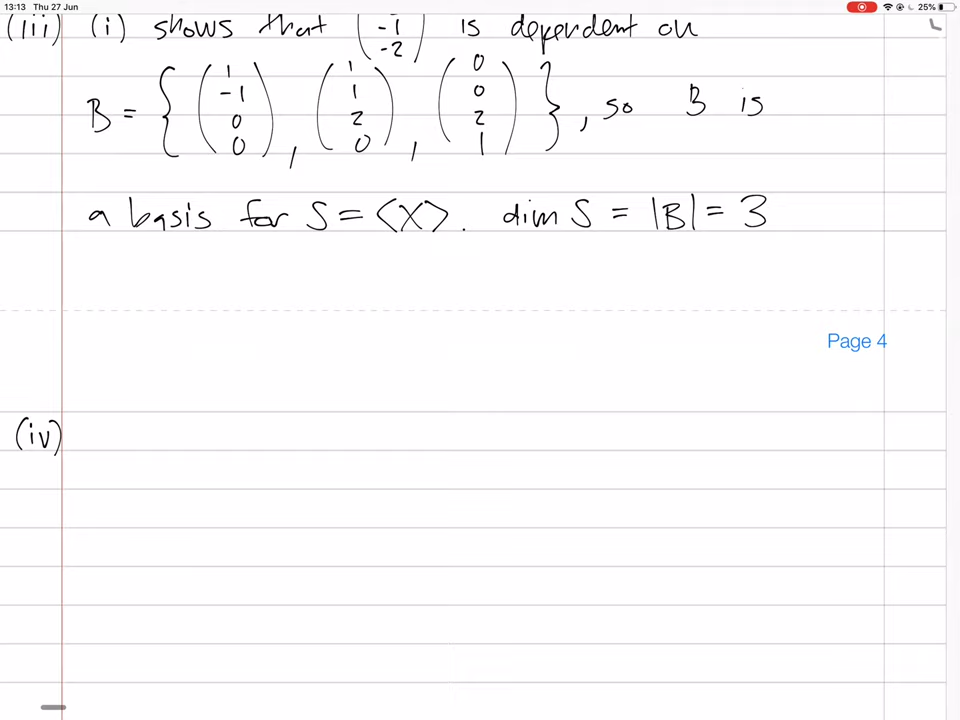 13:13 Thu 27 Jun 25%
(iii) (i) shows that (-1 -2) is dependent on
B = { (1 -1 0 0), (1 1 2 0), (0 0 2 1) }, so B is
a basis for S = <X>. dim S = |B| = 3
Page 4
(iv)